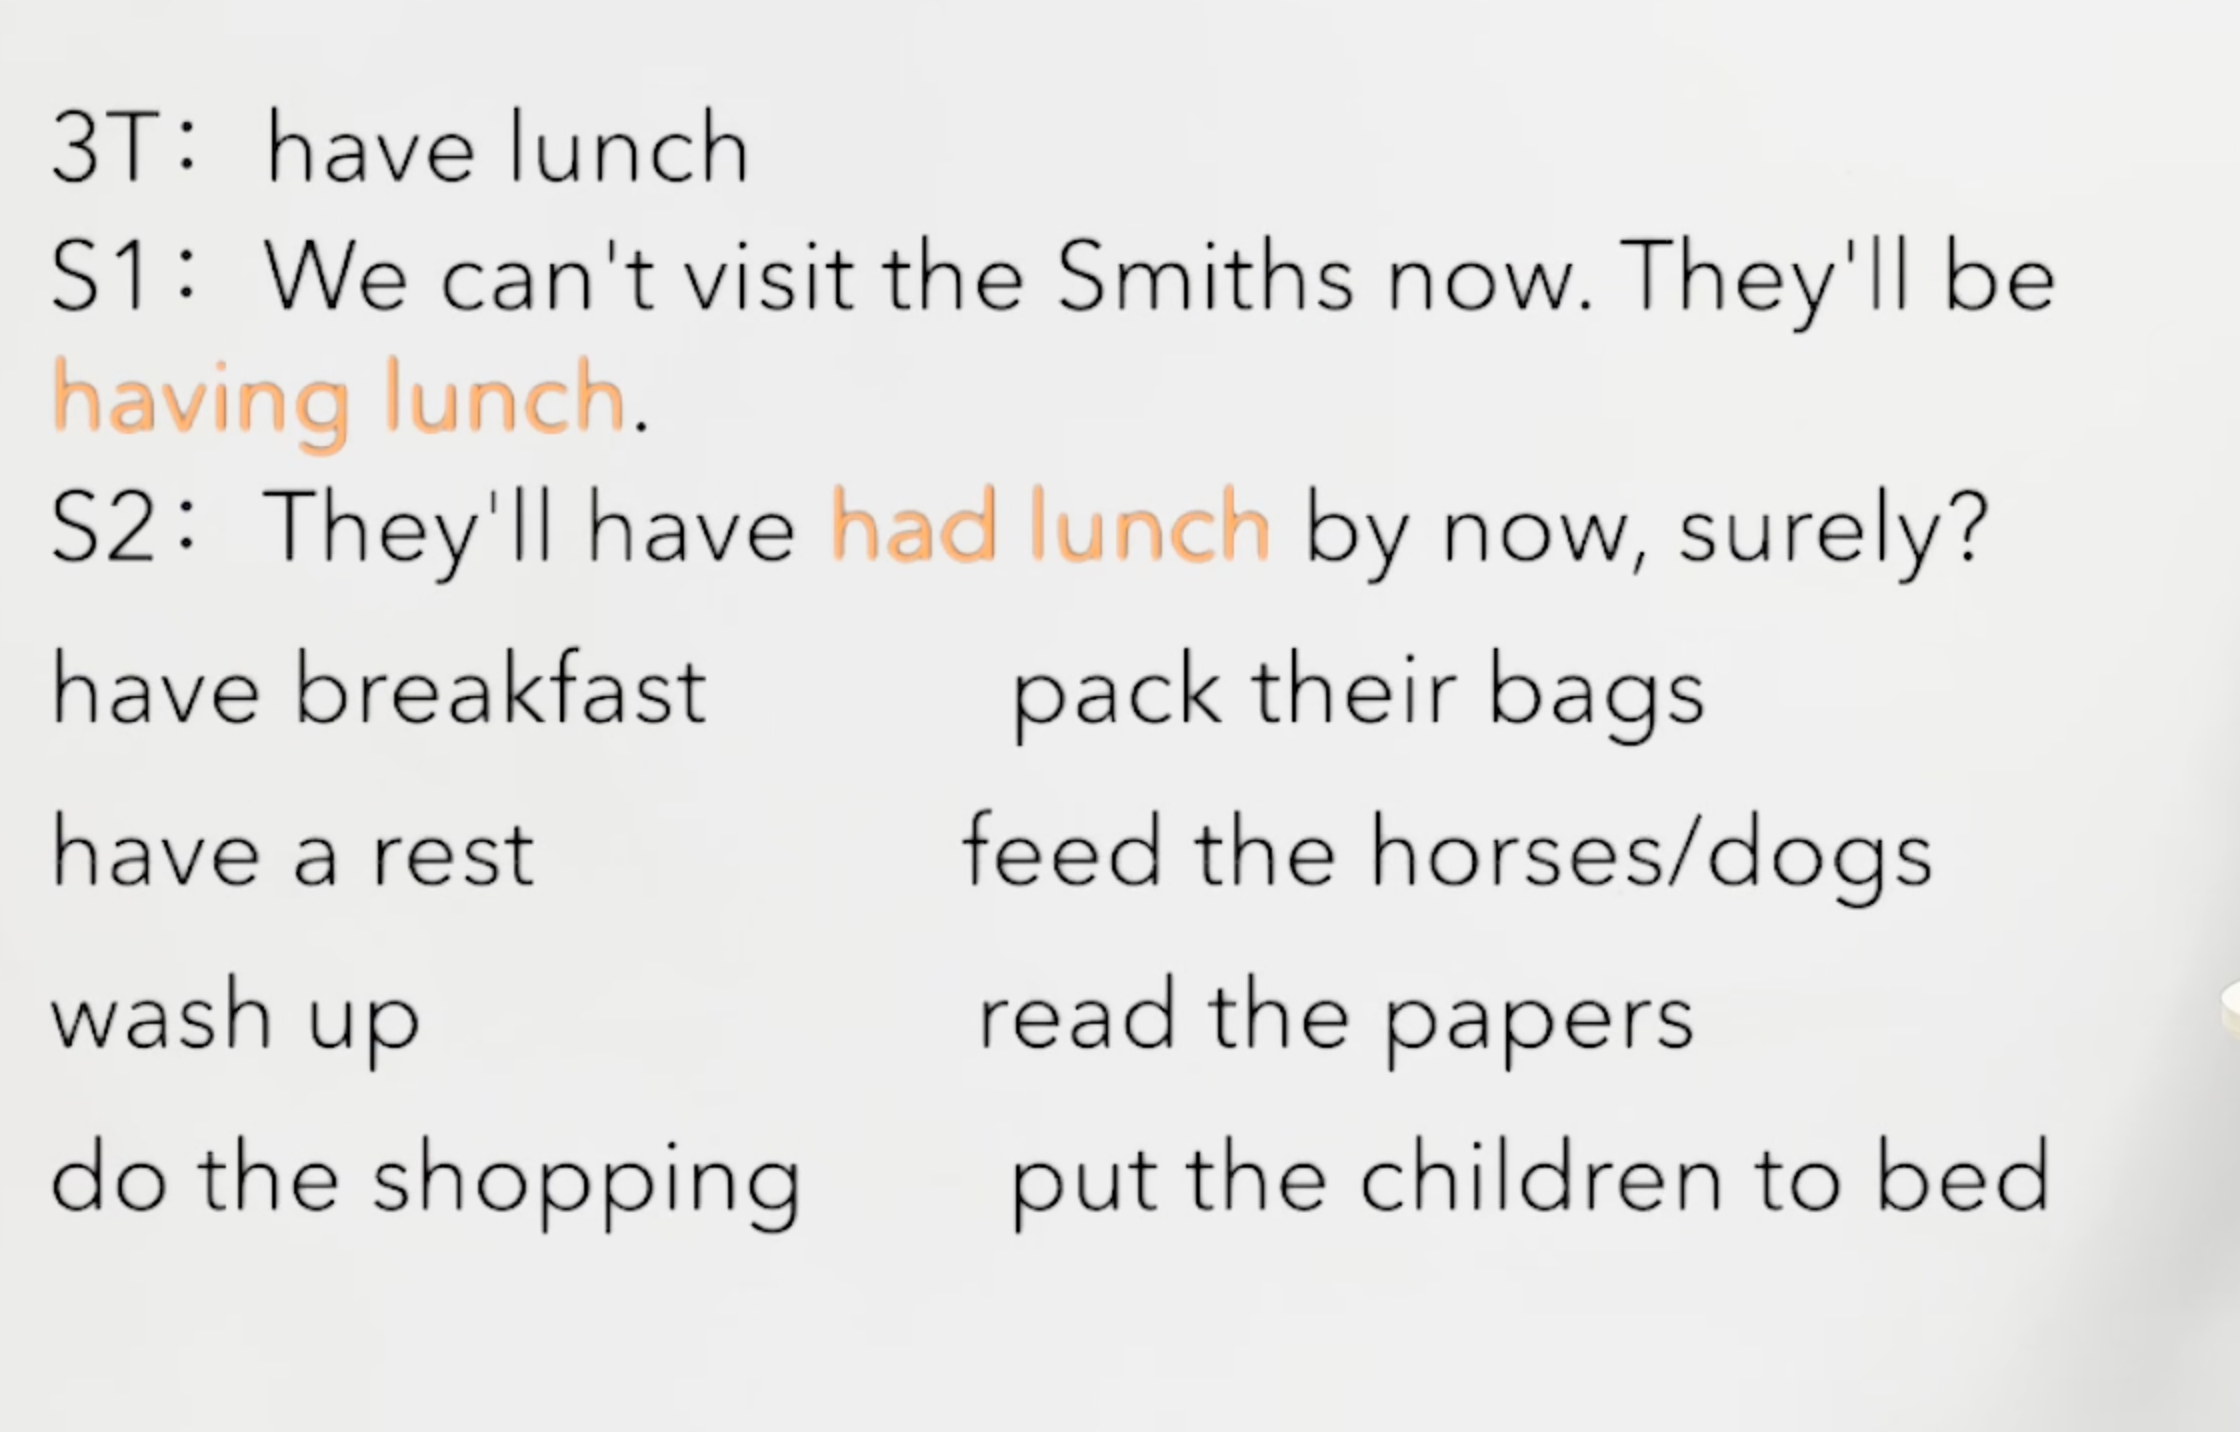 3T: have lunch
S1: We can't visit the Smiths now. They'll be
having lunch.
S2: They'll have had lunch by now, surely?
have breakfast pack their bags
have a rest feed the horses/dogs
wash up read the papers
do the shopping put the children to bed